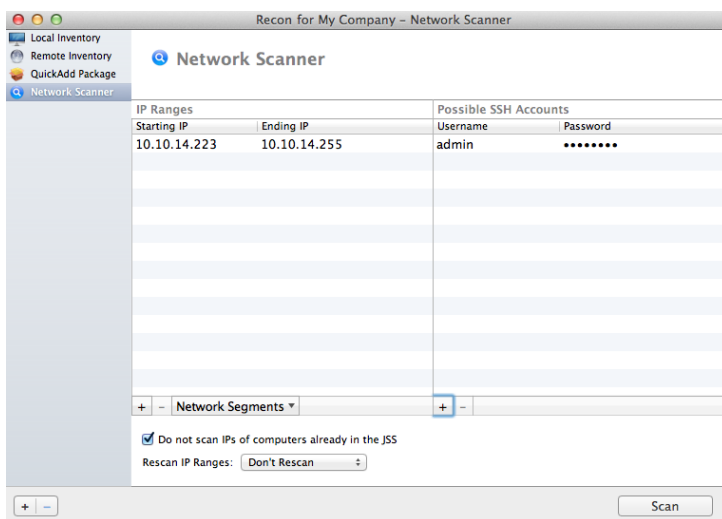 Recon for My Company – Network Scanner
Local Inventory
Remote Inventory
QuickAdd Package
Network Scanner
Network Scanner
IP Ranges
Possible SSH Accounts
Starting IP Ending IP Username Password
10.10.14.223 10.10.14.255 admin ••••••••
+ – Network Segments ▾ + –
Do not scan IPs of computers already in the JSS
Rescan IP Ranges: Don't Rescan
+ – Scan